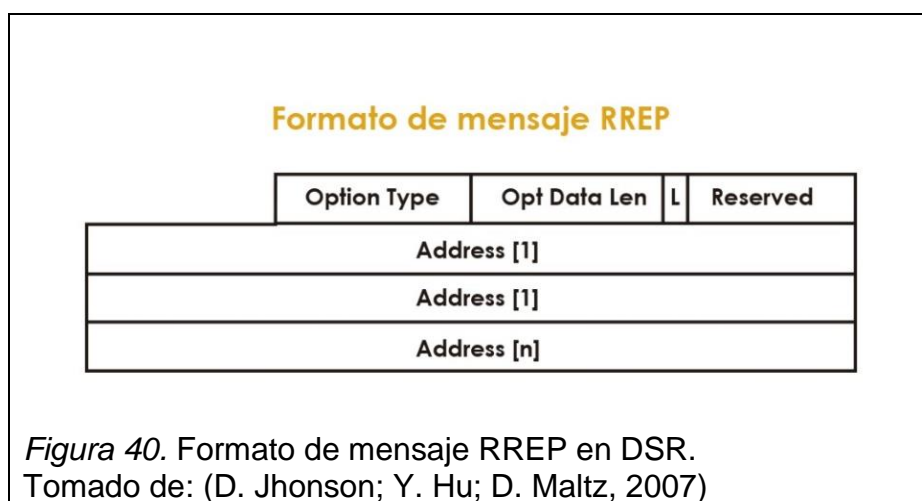 Formato de mensaje RREP
Option Type Opt Data Len L Reserved
Address [1]
Address [1]
Address [n]
Figura 40. Formato de mensaje RREP en DSR.
Tomado de: (D. Jhonson; Y. Hu; D. Maltz, 2007)